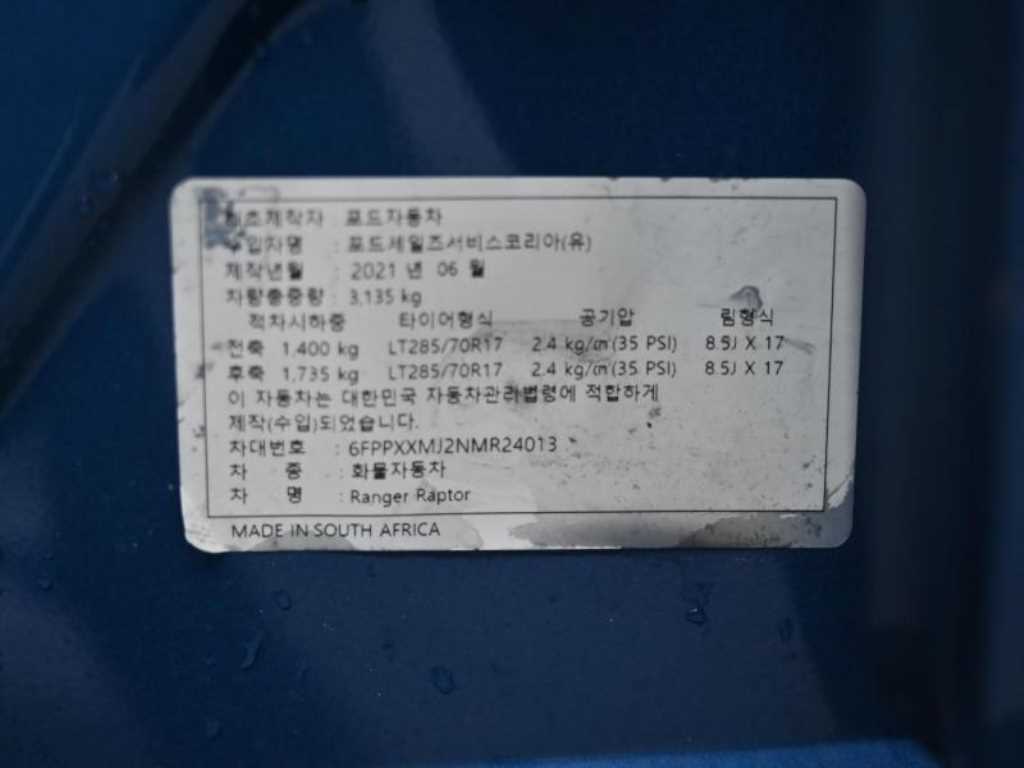 최초제작자 : 포드자동차
수입자명 : 포드세일즈서비스코리아(유)
제작년월 : 2021 년 06 월
차량총중량 : 3,135 kg
적차시하중 타이어형식 공기압 림형식
전축 1,400 kg LT285/70R17 2.4 kg/㎠(35 PSI) 8.5J X 17
후축 1,735 kg LT285/70R17 2.4 kg/㎠(35 PSI) 8.5J X 17
이 자동차는 대한민국 자동차관리법령에 적합하게
제작(수입)되었습니다.
차대번호 : 6FPPXXMJ2NMR24013
차 종 : 화물자동차
차 명 : Ranger Raptor
MADE IN SOUTH AFRICA